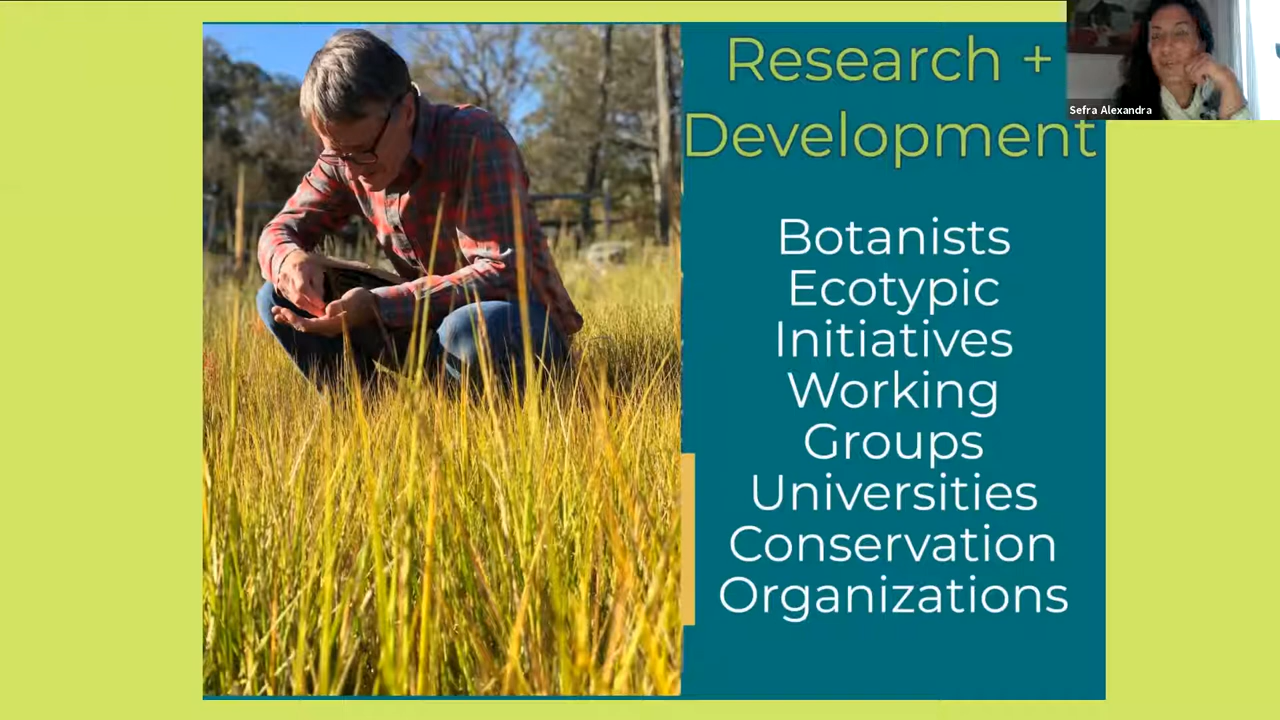 Research +
Development
Sefra Alexandra
Botanists
Ecotypic
Initiatives
Working
Groups
Universities
Conservation
Organizations